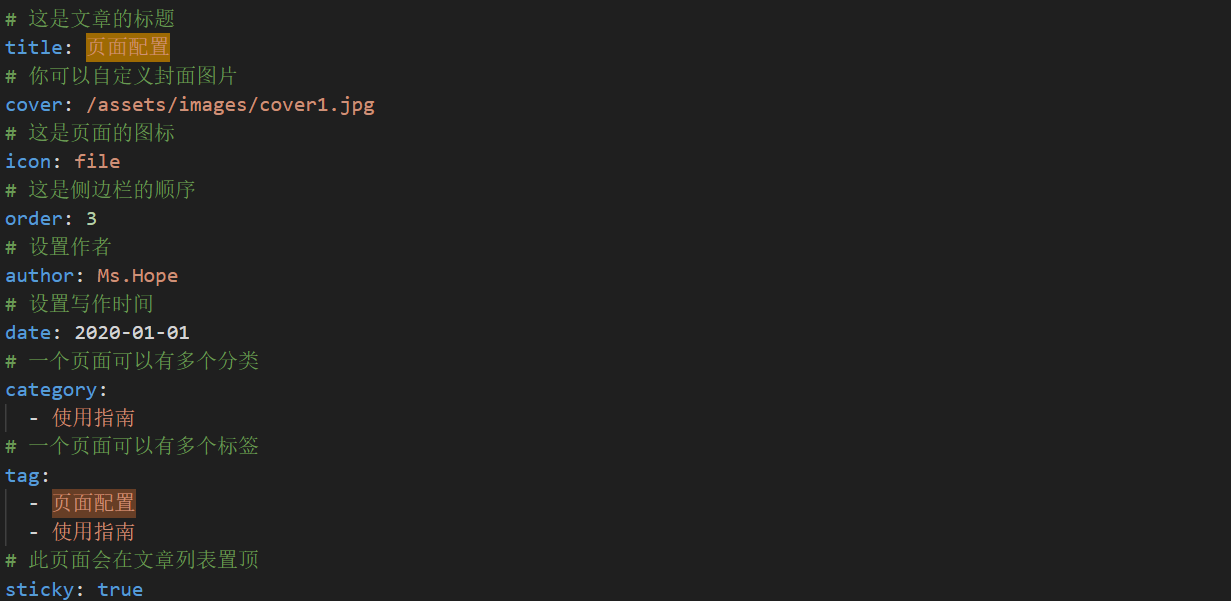 # 这是文章的标题
title: 页面配置
# 你可以自定义封面图片
cover: /assets/images/cover1.jpg
# 这是页面的图标
icon: file
# 这是侧边栏的顺序
order: 3
# 设置作者
author: Ms.Hope
# 设置写作时间
date: 2020-01-01
# 一个页面可以有多个分类
category:
  - 使用指南
# 一个页面可以有多个标签
tag:
  - 页面配置
  - 使用指南
# 此页面会在文章列表置顶
sticky: true